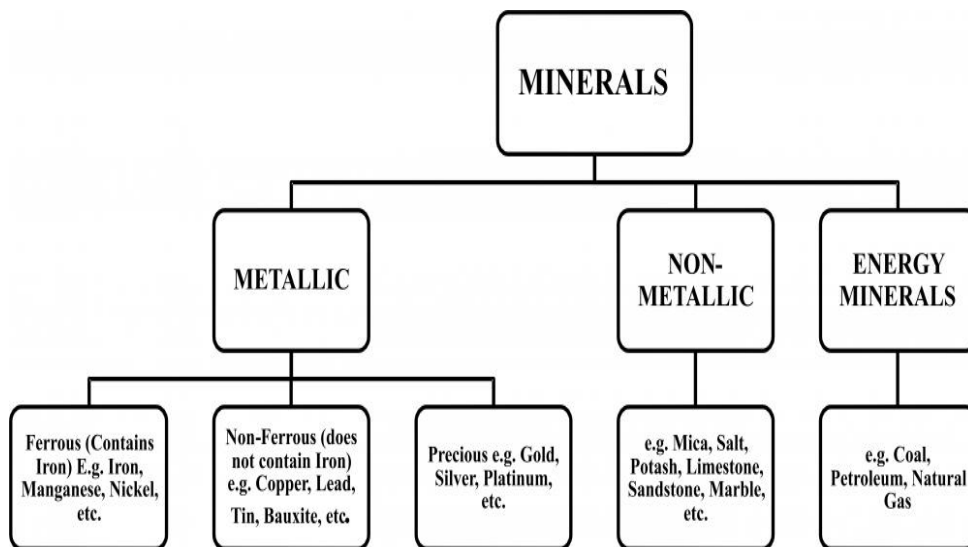 MINERALS
METALLIC
NON-
METALLIC
ENERGY
MINERALS
Ferrous (Contains
Iron) E.g. Iron,
Manganese, Nickel,
etc.
Non-Ferrous (does
not contain Iron)
e.g. Copper, Lead,
Tin, Bauxite, etc.
Precious e.g. Gold,
Silver, Platinum,
etc.
e.g. Mica, Salt,
Potash, Limestone,
Sandstone, Marble,
etc.
e.g. Coal,
Petroleum, Natural
Gas